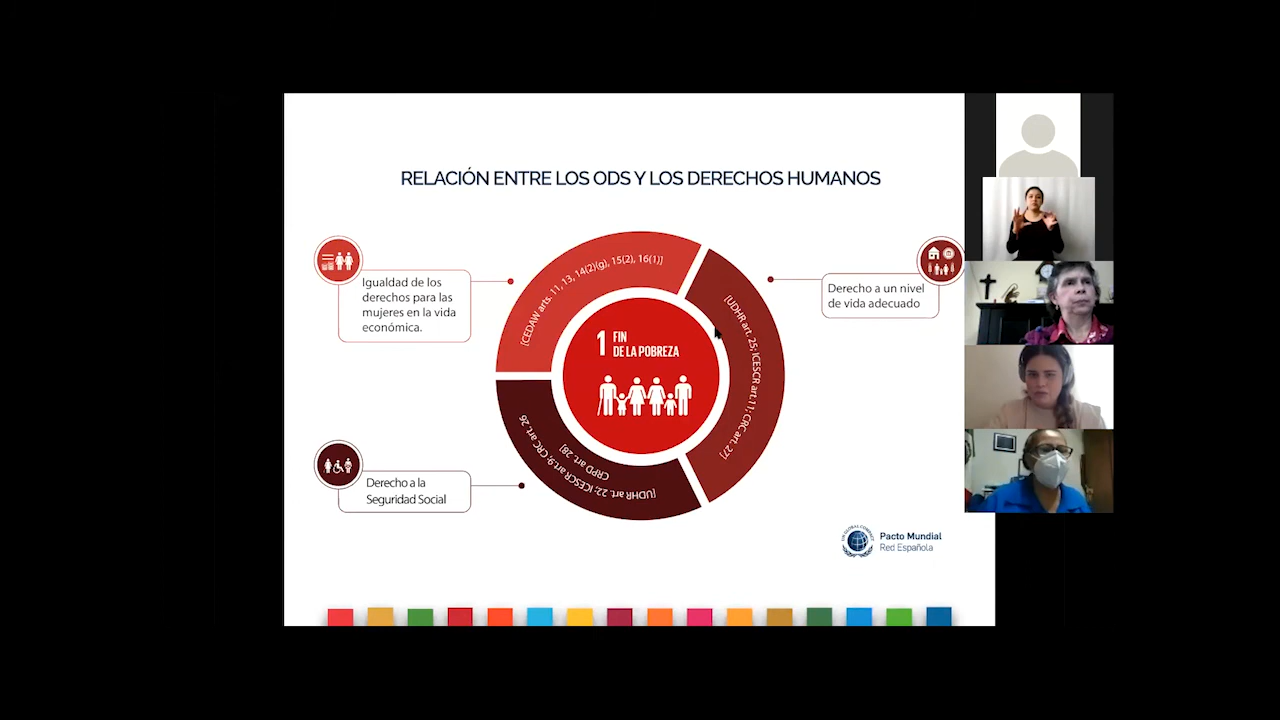 RELACIÓN ENTRE LOS ODS Y LOS DERECHOS HUMANOS
Igualdad de los
derechos para las
mujeres en la vida
económica.
[CEDAW arts. 11, 13, 14(2)(g), 15(2), 16(1)]
Derecho a un nivel
de vida adecuado
[UDHR art. 25; ICESCR art.11; CRC art. 27]
1 FIN
DE LA POBREZA
Derecho a la
Seguridad Social
[UDHR art. 22; ICESCR art.9; CRC art. 26
CRPD art. 28]
Pacto Mundial
Red Española